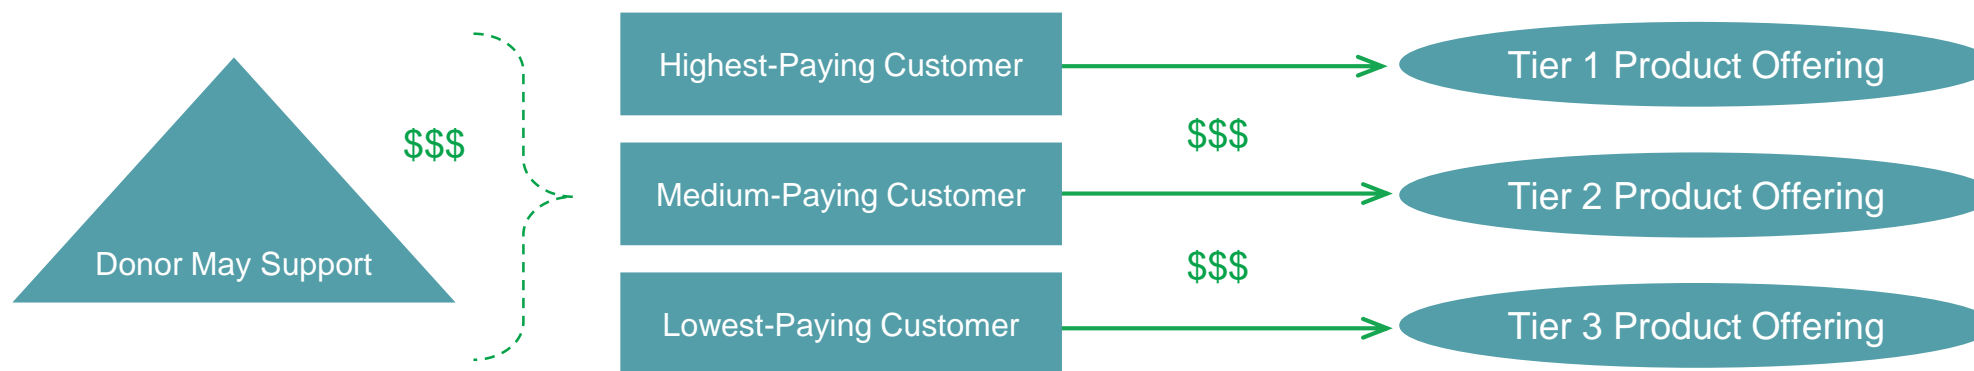 Highest-Paying Customer
Tier 1 Product Offering
$$$
$$$
Medium-Paying Customer
Tier 2 Product Offering
Donor May Support
$$$
Lowest-Paying Customer
Tier 3 Product Offering